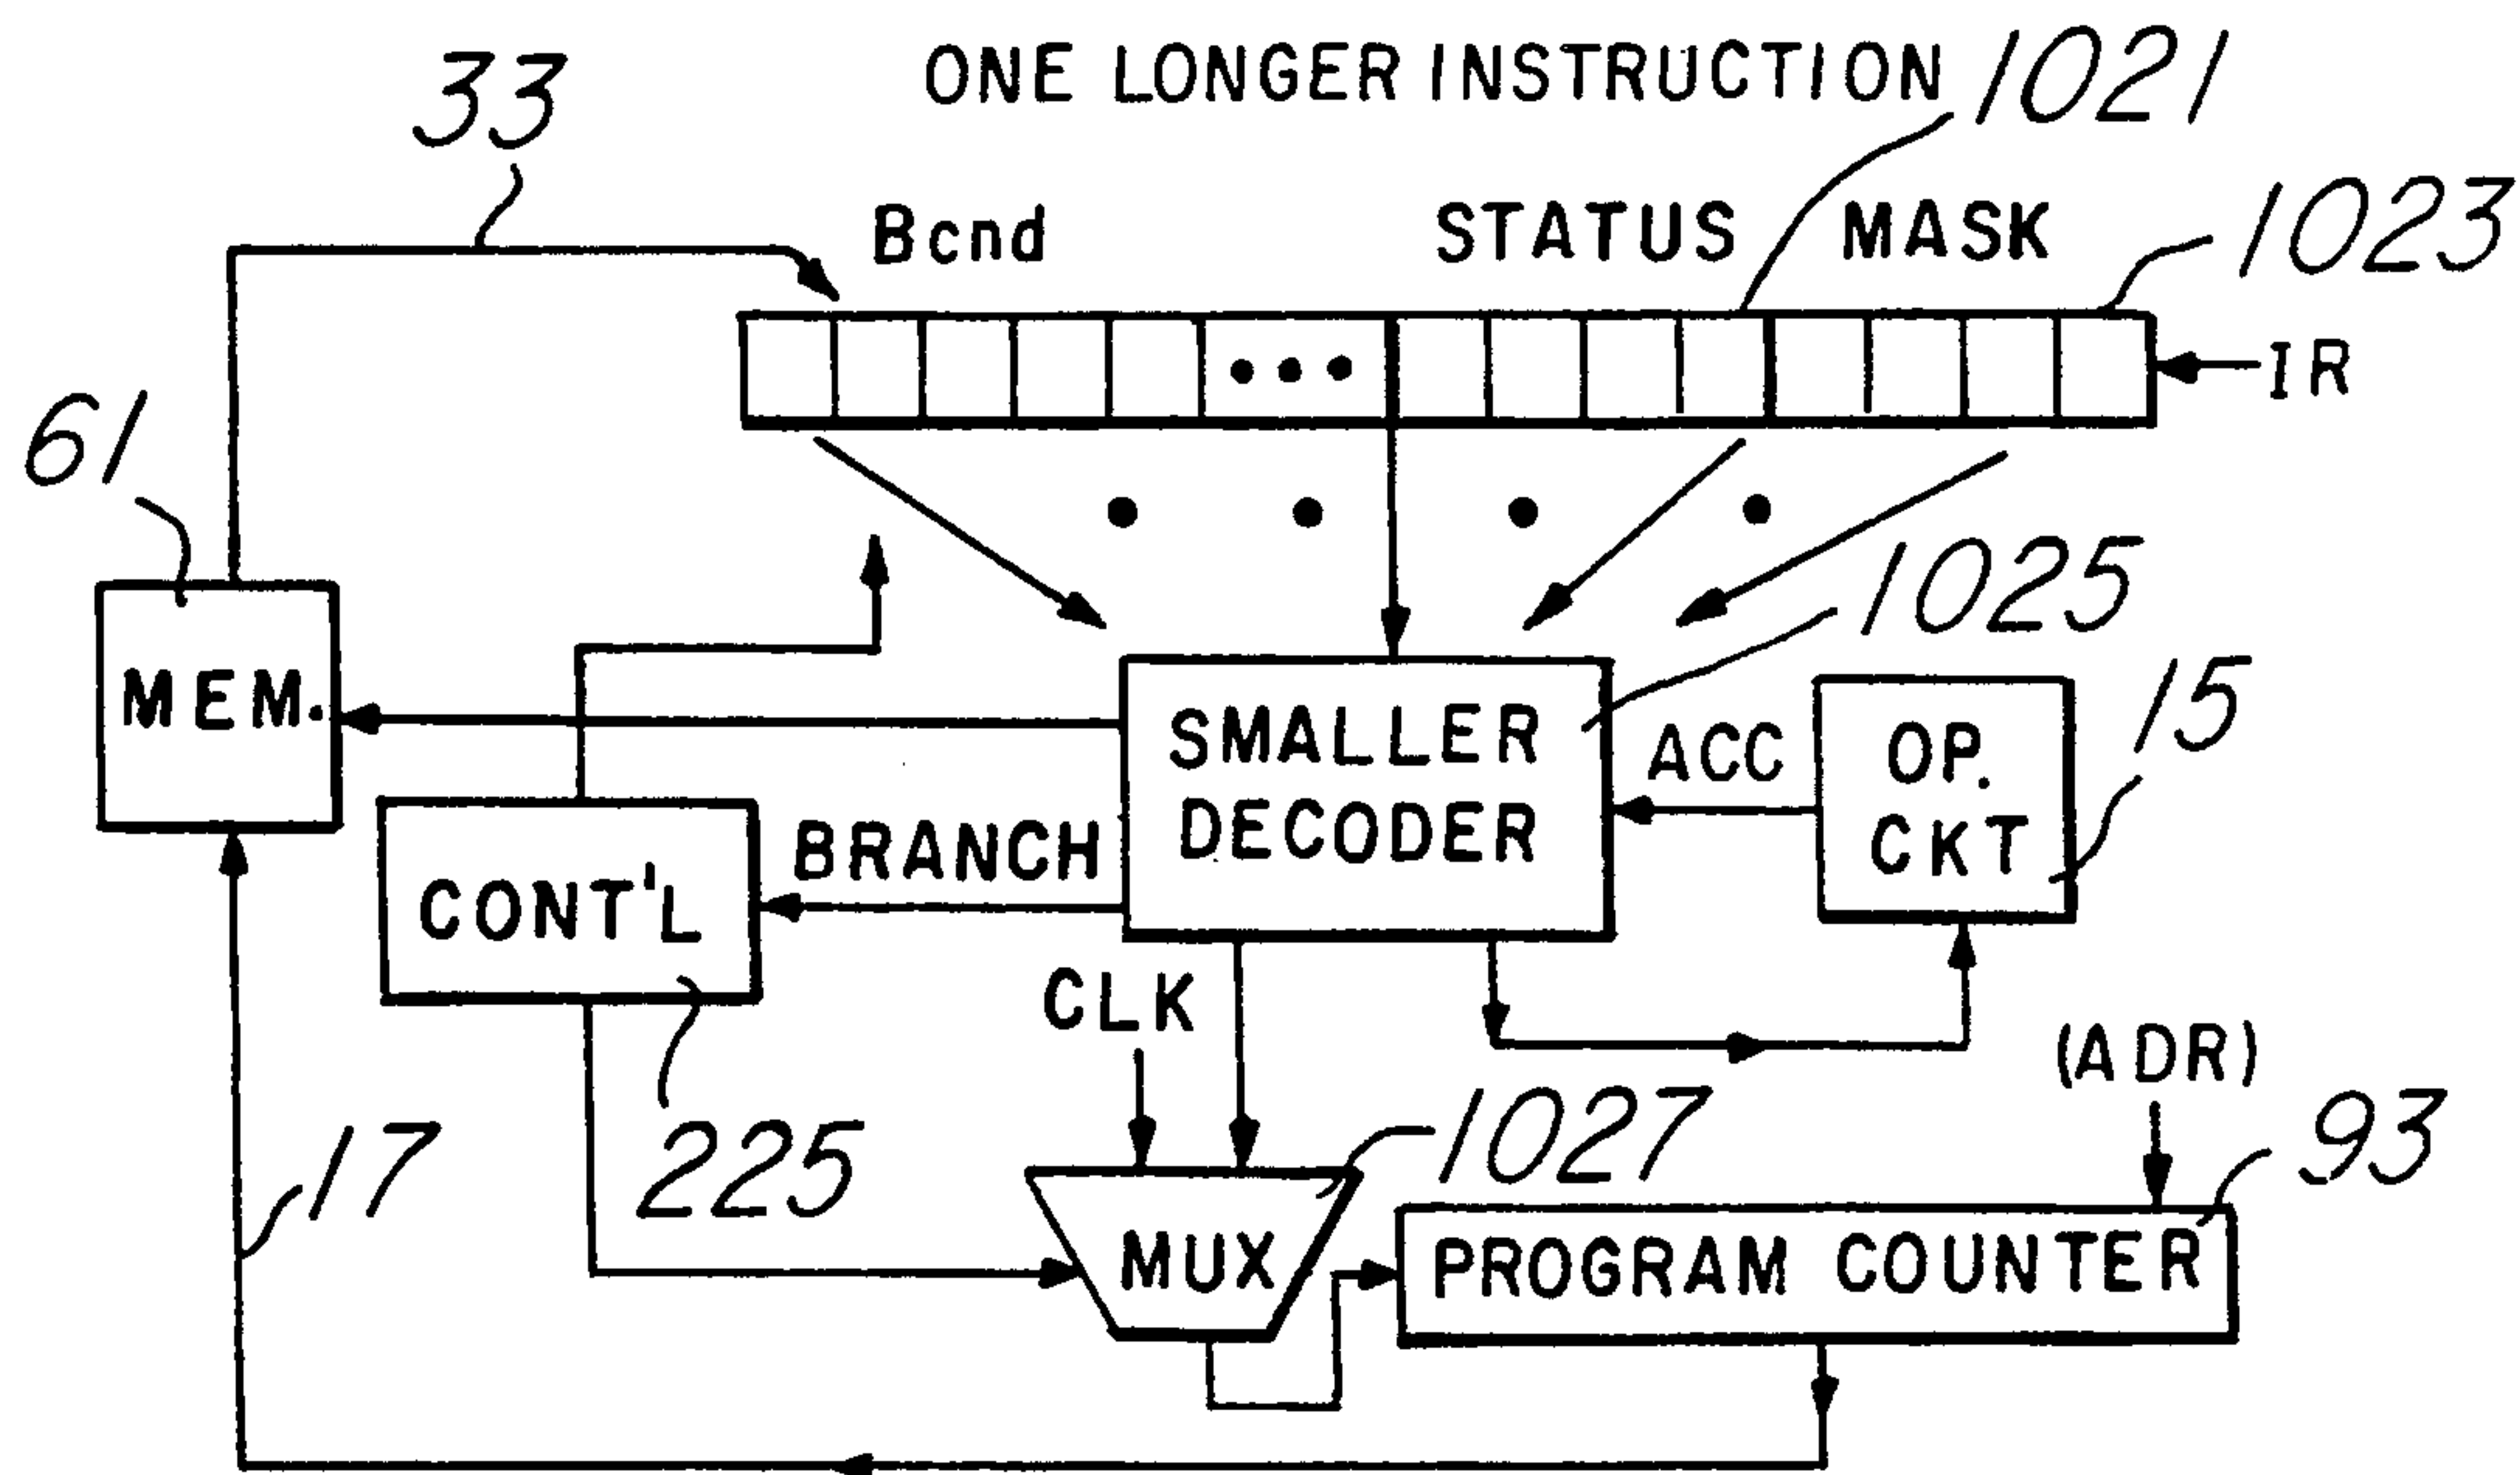 33
ONE LONGER INSTRUCTION
1021
Bcnd
STATUS MASK
1023
IR
61
1025
MEM.
SMALLER
DECODER
ACC
OP.
CKT
15
CONT'L
BRANCH
CLK
(ADR)
17
225
1027
93
MUX
PROGRAM COUNTER